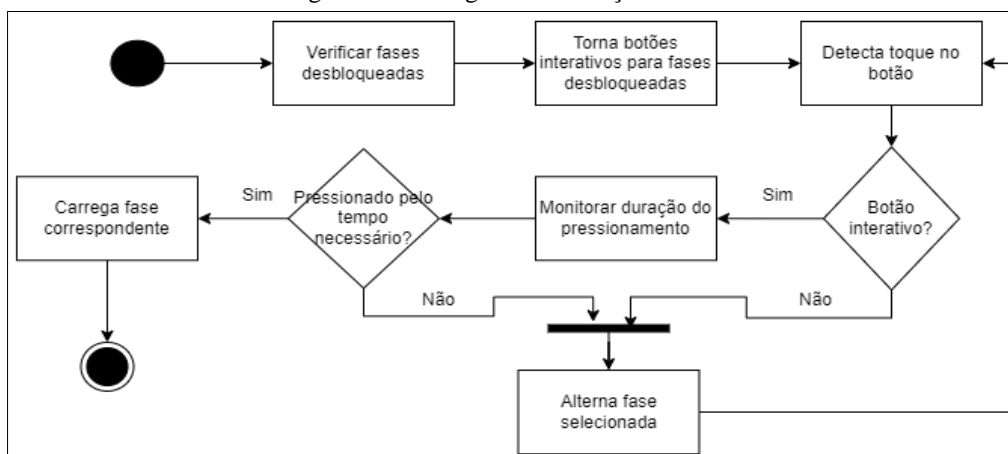 Verificar fases
desbloqueadas
Torna botões
interativos para fases
desbloqueadas
Detecta toque no
botão
Carrega fase
correspondente
Sim
Pressionado pelo
tempo
necessário?
Monitorar duração do
pressionamento
Sim
Botão
interativo?
Não
Não
Alterna fase
selecionada